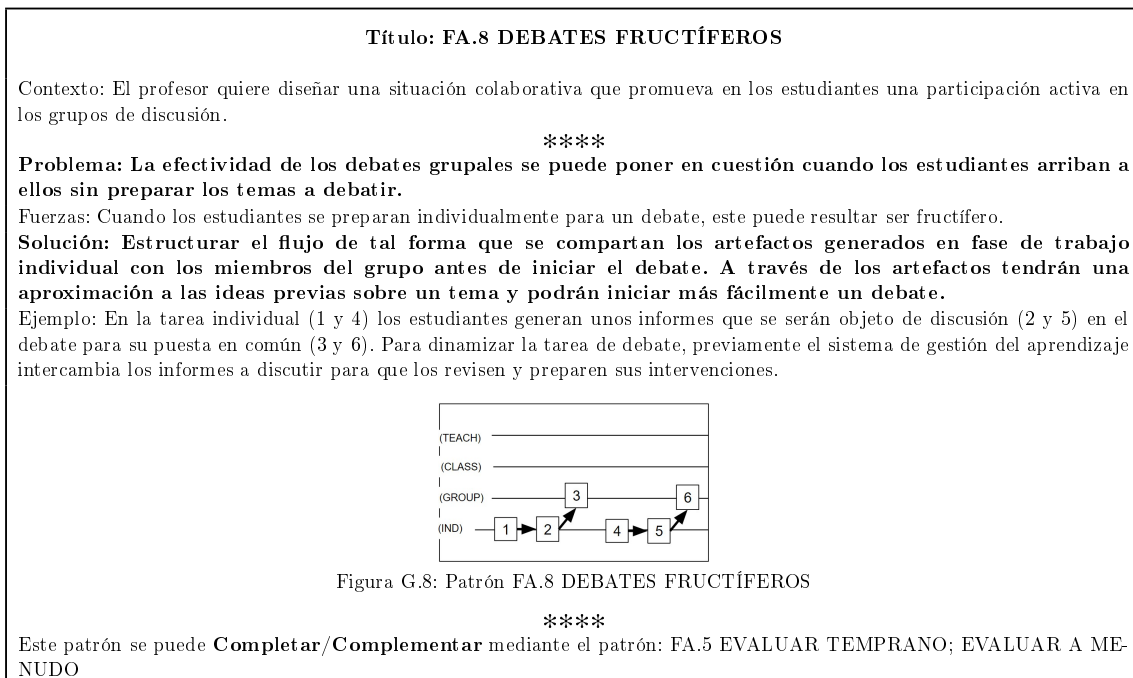 Título: FA.8 DEBATES FRUCTÍFEROS
Contexto: El profesor quiere diseñar una situación colaborativa que promueva en los estudiantes una participación activa en
los grupos de discusión.
****
Problema: La efectividad de los debates grupales se puede poner en cuestión cuando los estudiantes arriban a
ellos sin preparar los temas a debatir.
Fuerzas: Cuando los estudiantes se preparan individualmente para un debate, este puede resultar ser fructífero.
Solución: Estructurar el flujo de tal forma que se compartan los artefactos generados en fase de trabajo
individual con los miembros del grupo antes de iniciar el debate. A través de los artefactos tendrán una
aproximación a las ideas previas sobre un tema y podrán iniciar más fácilmente un debate.
Ejemplo: En la tarea individual (1 y 4) los estudiantes generan unos informes que se serán objeto de discusión (2 y 5) en el
debate para su puesta en común (3 y 6). Para dinamizar la tarea de debate, previamente el sistema de gestión del aprendizaje
intercambia los informes a discutir para que los revisen y preparen sus intervenciones.
(TEACH)
(CLASS)
(GROUP) 3 6
(IND) 1 2 4 5
Figura G.8: Patrón FA.8 DEBATES FRUCTÍFEROS
****
Este patrón se puede Completar/Complementar mediante el patrón: FA.5 EVALUAR TEMPRANO; EVALUAR A ME-
NUDO